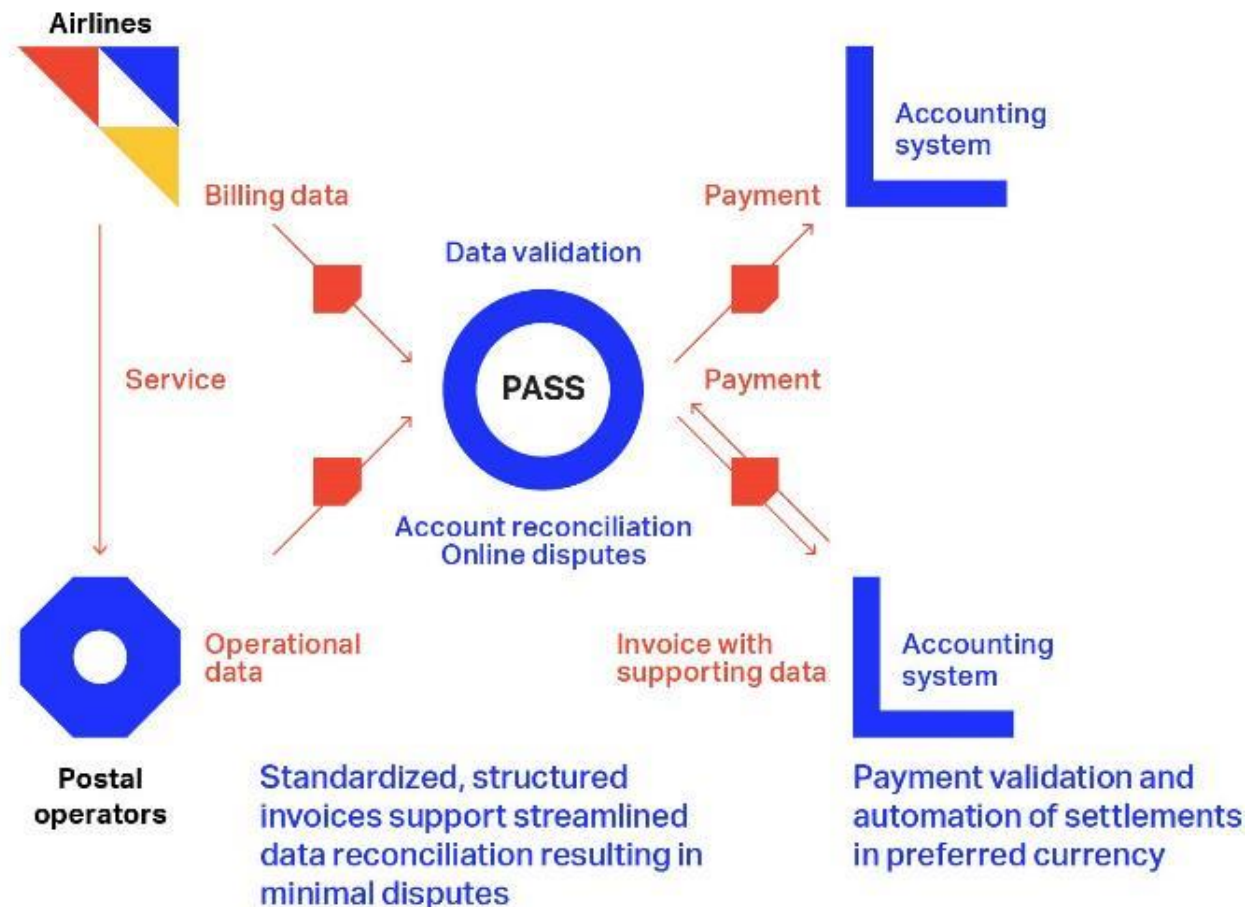 Airlines
Accounting
system
Billing data
Payment
Data validation
PASS
Service
Payment
Account reconciliation
Online disputes
Operational
data
Invoice with
supporting data
Accounting
system
Postal
operators
Standardized, structured
invoices support streamlined
data reconciliation resulting in
minimal disputes
Payment validation and
automation of settlements
in preferred currency